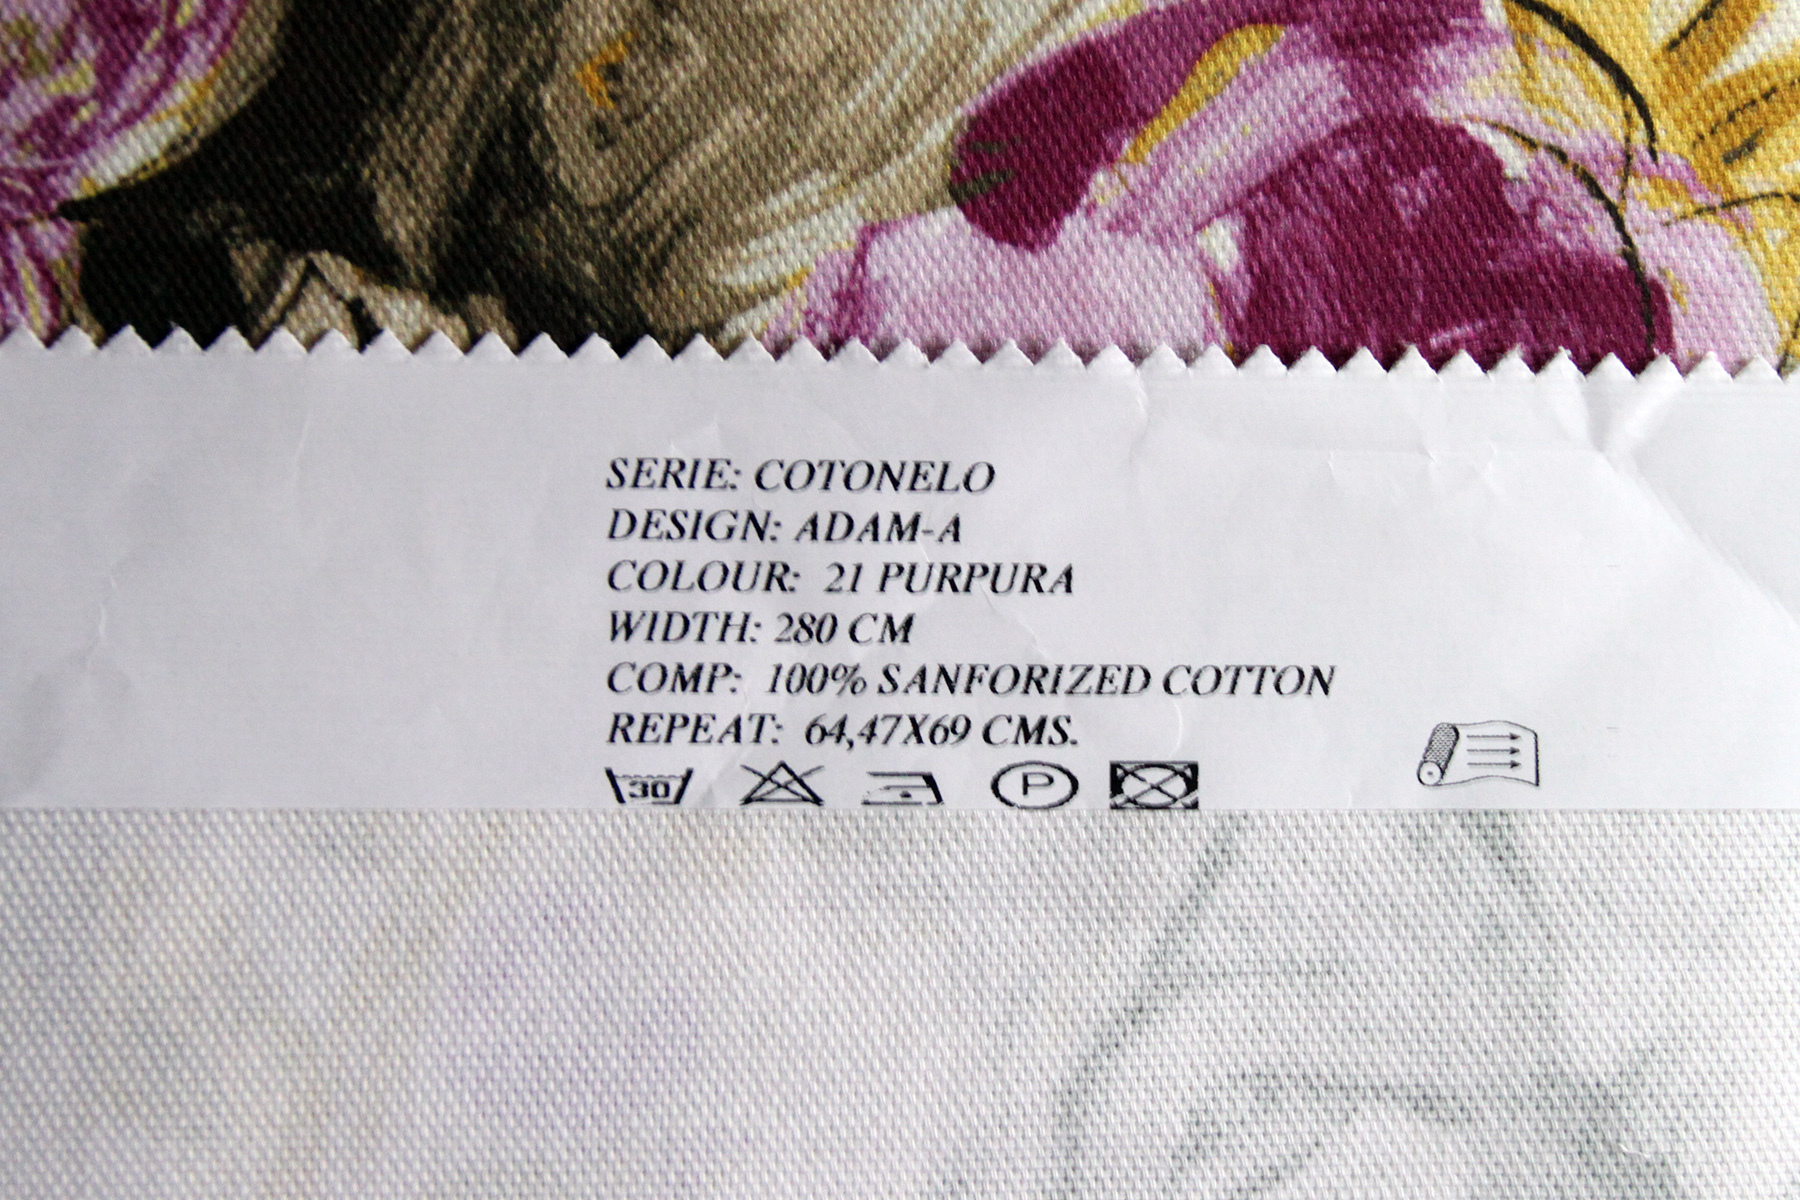 SERIE: COTONELO
DESIGN: ADAM-A
COLOUR: 21 PURPURA
WIDTH: 280 CM
COMP: 100% SANFORIZED COTTON
REPEAT: 64,47X69 CMS.
30 P